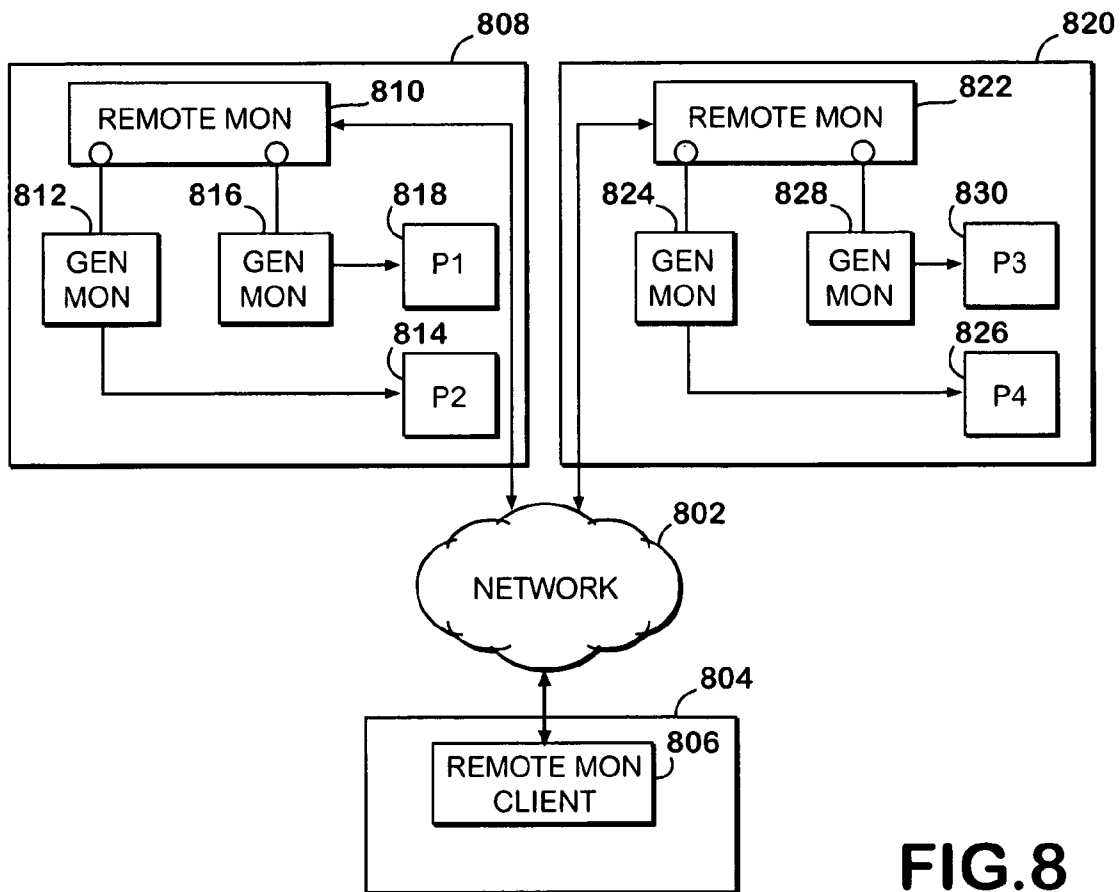 808
820
REMOTE MON
810
REMOTE MON
822
812
816
818
824
828
830
GEN
MON
GEN
MON
P1
GEN
MON
GEN
MON
P3
814
826
P2
P4
802
NETWORK
804
806
REMOTE MON
CLIENT
FIG.8